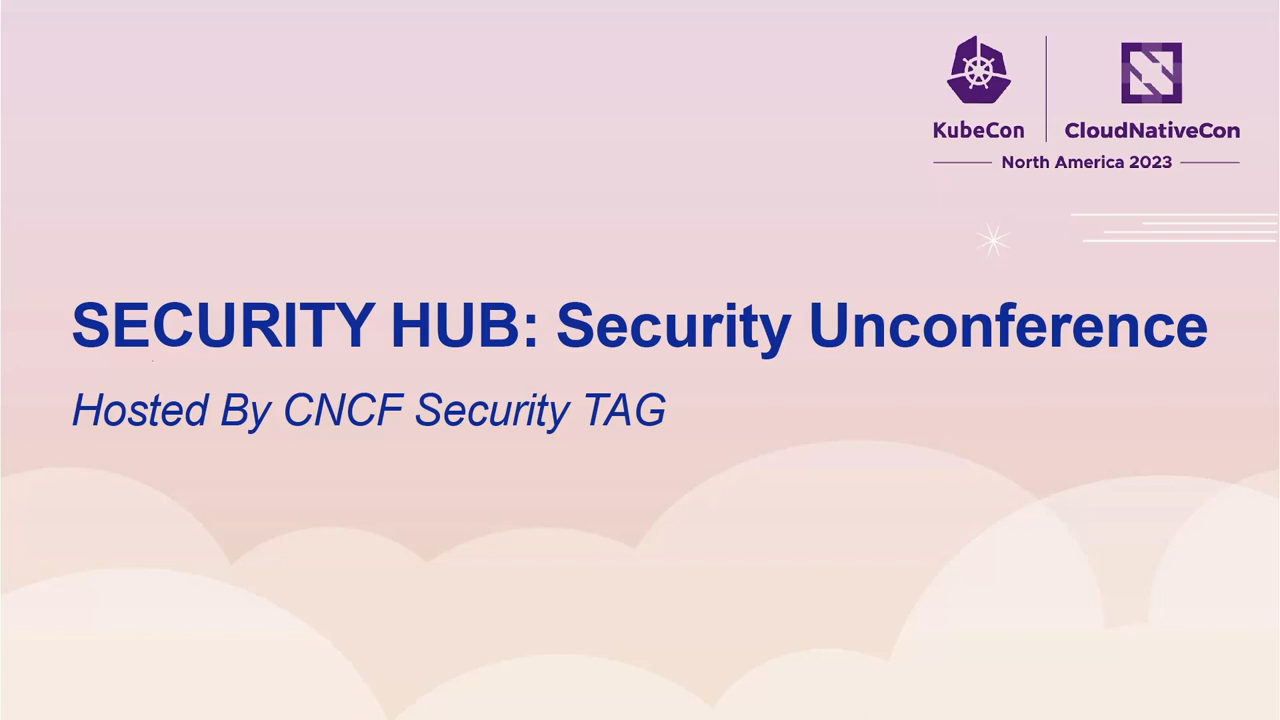 KubeCon
CloudNativeCon
North America 2023
SECURITY HUB: Security Unconference
Hosted By CNCF Security TAG